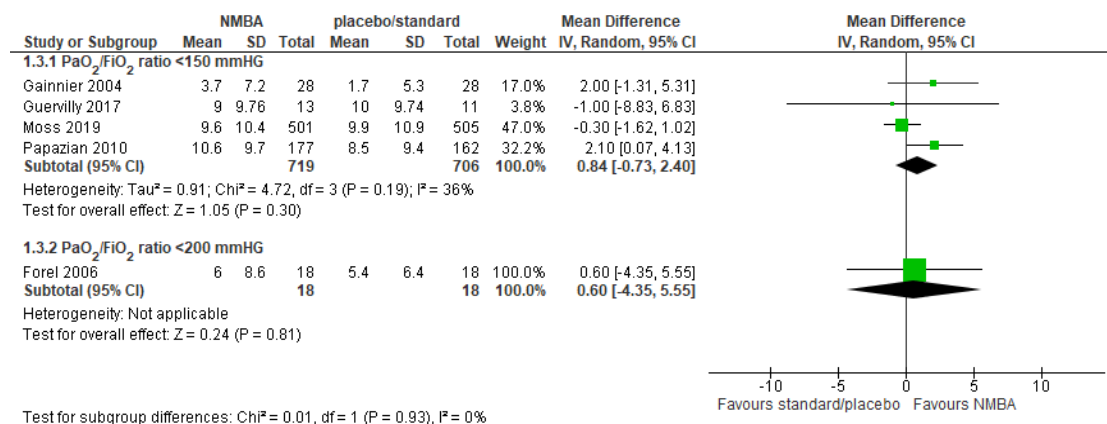 NMBA placebo/standard Mean Difference Mean Difference
Study or Subgroup Mean SD Total Mean SD Total Weight IV, Random, 95% CI IV, Random, 95% CI
1.3.1 PaO₂/FiO₂ ratio <150 mmHG
Gainnier 2004 3.7 7.2 28 1.7 5.3 28 17.0% 2.00 [-1.31, 5.31]
Guervilly 2017 9 9.76 13 10 9.74 11 3.8% -1.00 [-8.83, 6.83]
Moss 2019 9.6 10.4 501 9.9 10.9 505 47.0% -0.30 [-1.62, 1.02]
Papazian 2010 10.6 9.7 177 8.5 9.4 162 32.2% 2.10 [0.07, 4.13]
Subtotal (95% CI) 719 706 100.0% 0.84 [-0.73, 2.40]
Heterogeneity: Tau² = 0.91; Chi² = 4.72, df = 3 (P = 0.19); I² = 36%
Test for overall effect: Z = 1.05 (P = 0.30)
1.3.2 PaO₂/FiO₂ ratio <200 mmHG
Forel 2006 6 8.6 18 5.4 6.4 18 100.0% 0.60 [-4.35, 5.55]
Subtotal (95% CI) 18 18 100.0% 0.60 [-4.35, 5.55]
Heterogeneity: Not applicable
Test for overall effect: Z = 0.24 (P = 0.81)
-10 -5 0 5 10
Favours standard/placebo Favours NMBA
Test for subgroup differences: Chi² = 0.01, df = 1 (P = 0.93), I² = 0%